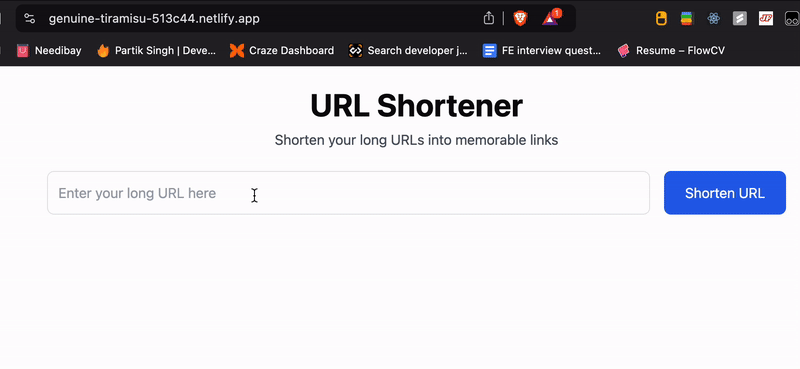 genuine-tiramisu-513c44.netlify.app
1
Needibay
Partik Singh | Deve...
Craze Dashboard
Search developer j...
FE interview quest...
Resume – FlowCV
URL Shortener
Shorten your long URLs into memorable links
Enter your long URL here
Shorten URL